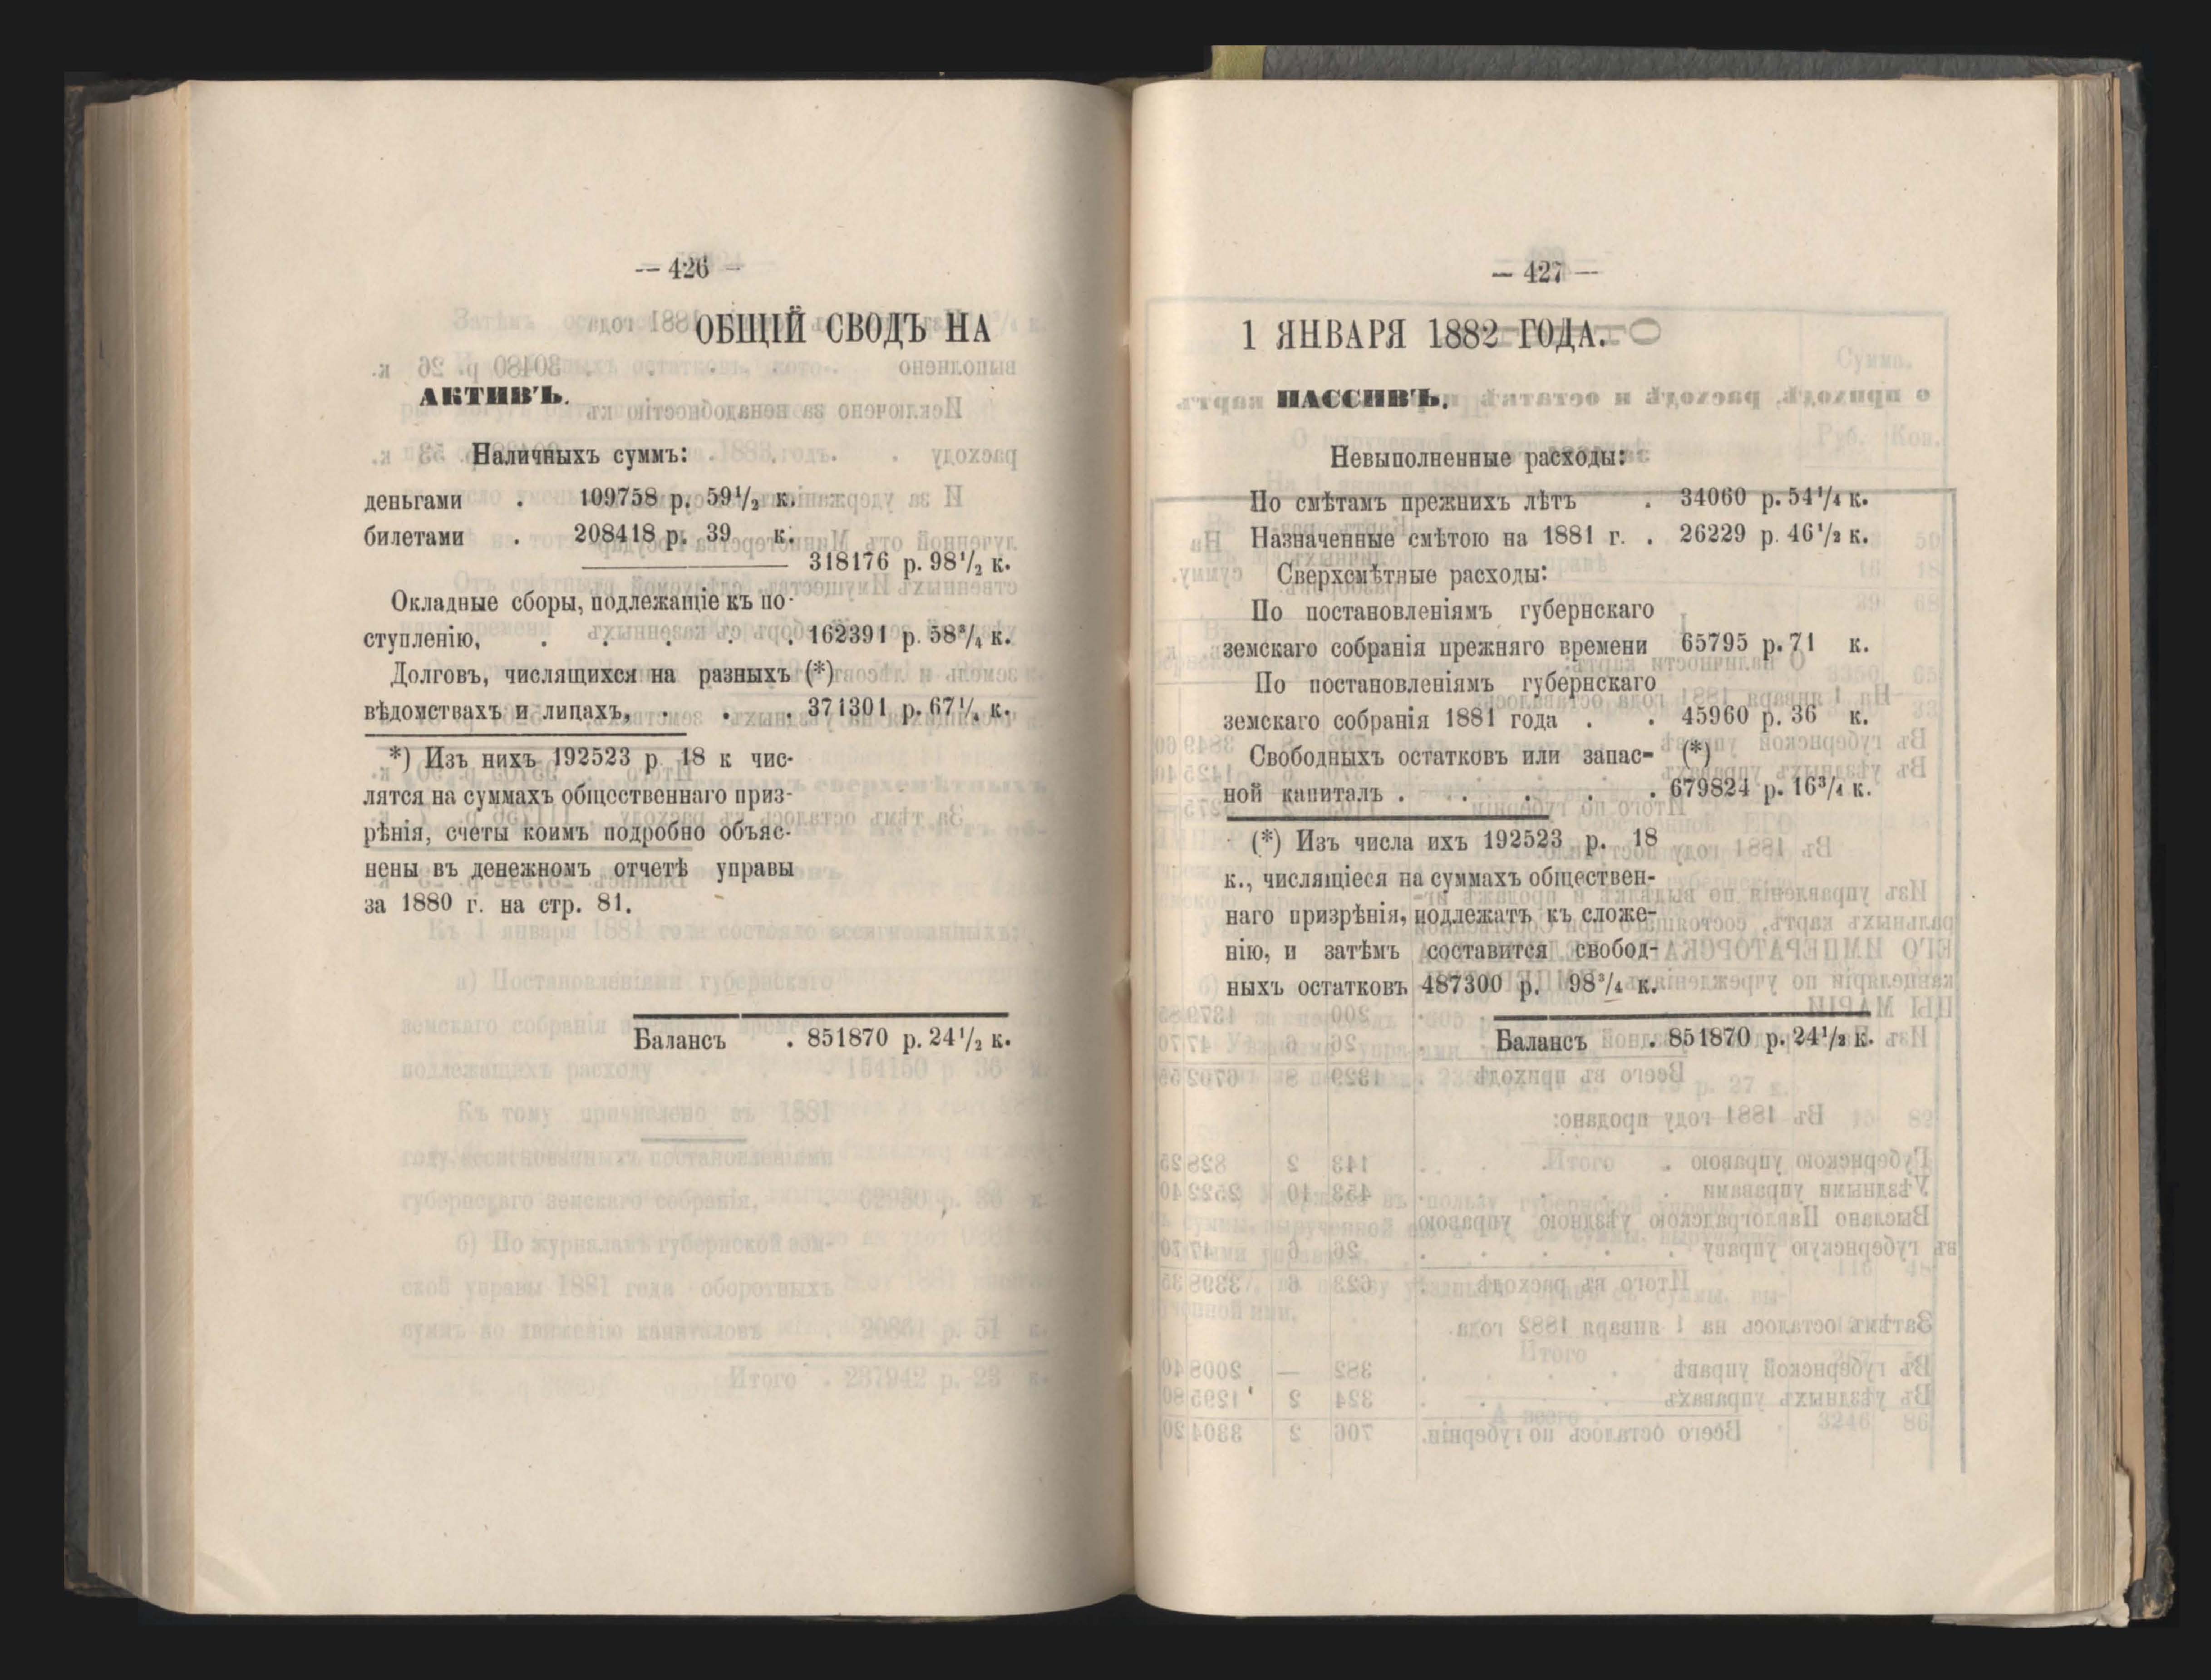 — 426 —
ОБЩІЙ СВОДЪ НА
АКТИВЪ.
Наличныхъ суммъ:
деньгами . 109758 р. 59¹/₂ к.
билетами . 208418 р. 39 к.
318176 р. 98¹/₂ к.
Окладные сборы, подлежащіе къ по-
ступленію, . . . . . 162391 р. 58³/₄ к.
Долговъ, числящихся на разныхъ (*)
вѣдомствахъ и лицахъ, . . . 371301 р. 67¹/₄ к.
*) Изъ нихъ 192523 р 18 к чис-
лятся на суммахъ общественнаго приз-
рѣнія, счеты коимъ подробно объяс-
нены въ денежномъ отчетѣ управы
за 1880 г. на стр. 81.
Балансъ . 851870 р. 24¹/₂ к.
— 427 —
1 ЯНВАРЯ 1882 ГОДА.
ПАССИВЪ.
Невыполненные расходы:
По смѣтамъ прежнихъ лѣтъ . 34060 р. 54¹/₄ к.
Назначенные смѣтою на 1881 г. . 26229 р. 46¹/₂ к.
Сверхсмѣтные расходы:
По постановленіямъ губернскаго
земскаго собранія прежняго времени 65795 р. 71 к.
По постановленіямъ губернскаго
земскаго собранія 1881 года . . 45960 р. 36 к.
Свободныхъ остатковъ или запас- (*)
ной капиталъ . . . . . 679824 р. 16³/₄ к.
(*) Изъ числа ихъ 192523 р. 18
к., числящіеся на суммахъ обществен-
наго призрѣнія, подлежатъ къ сложе-
нію, и затѣмъ составится свобод-
ныхъ остатковъ 487300 р. 98³/₄ к.
Балансъ . 851870 р. 24¹/₂ к.